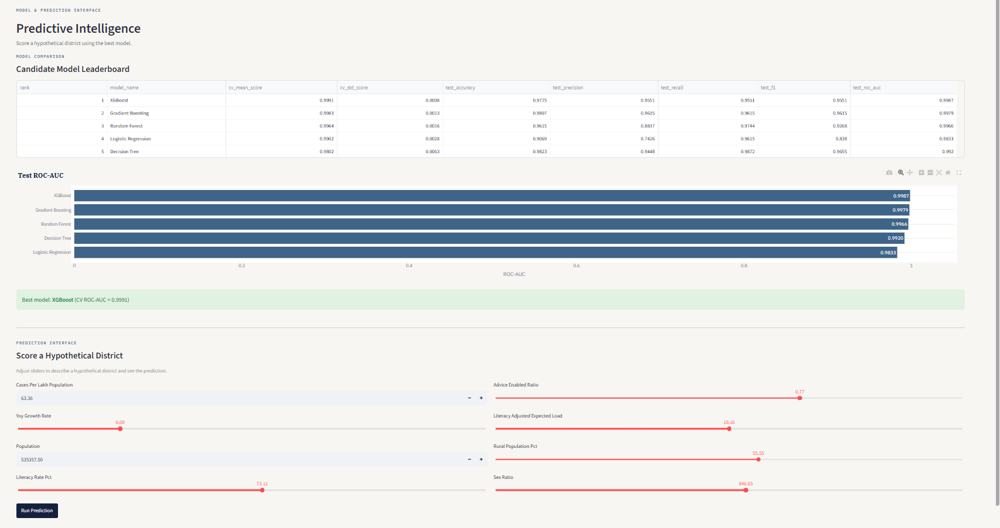 MODEL & PREDICTION INTERFACE
Predictive Intelligence
Score a hypothetical district using the best model.
MODEL COMPARISON
Candidate Model Leaderboard
rank model_name cv_mean_score cv_std_score test_accuracy test_precision test_recall test_f1 test_roc_auc
1 XGBoost 0.9991 0.0008 0.9775 0.9551 0.9551 0.9551 0.9987
2 Gradient Boosting 0.9983 0.0013 0.9807 0.9615 0.9615 0.9615 0.9979
3 Random Forest 0.9964 0.0016 0.9615 0.8837 0.9744 0.9268 0.9966
4 Logistic Regression 0.9902 0.0028 0.9069 0.7426 0.9615 0.838 0.9833
5 Decision Tree 0.9802 0.0063 0.9823 0.9448 0.9872 0.9655 0.992
Test ROC-AUC
XGBoost 0.9987
Gradient Boosting 0.9979
Random Forest 0.9966
Decision Tree 0.9920
Logistic Regression 0.9833
0 0.2 0.4 0.6 0.8 1
ROC-AUC
Best model: XGBoost (CV ROC-AUC = 0.9991)
PREDICTION INTERFACE
Score a Hypothetical District
Adjust sliders to describe a hypothetical district and see the prediction.
Cases Per Lakh Population
63.36 − +
Advice Enabled Ratio
0.77
Yoy Growth Rate
0.00
Literacy Adjusted Expected Load
10.16
Population
535357.50 − +
Rural Population Pct
55.55
Literacy Rate Pct
73.11
Sex Ratio
946.65
Run Prediction